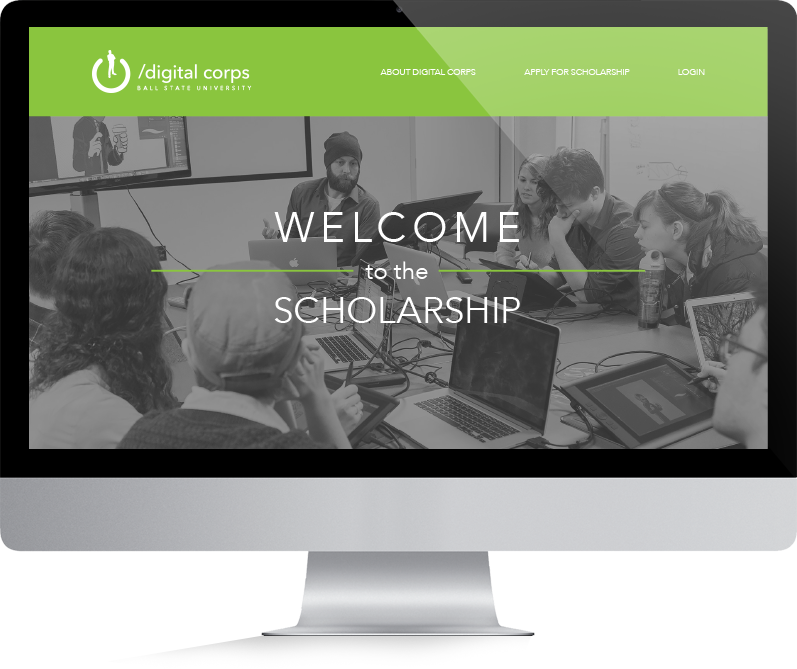 /digital corps
BALL STATE UNIVERSITY
ABOUT DIGITAL CORPS
APPLY FOR SCHOLARSHIP
LOGIN
WELCOME
to the
SCHOLARSHIP